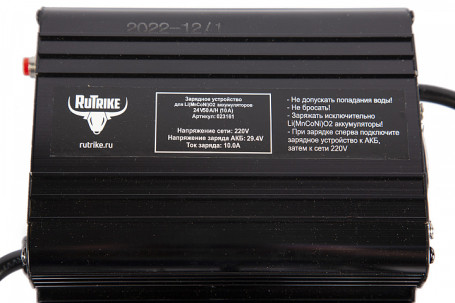 2022-12/1
RUTRIKE
rutrike.ru
Зарядное устройство
для Li(MnCoNi)O2 аккумуляторов
24V50A/H (10A)
Артикул: 023101
Напряжение сети: 220V
Напряжение заряда АКБ: 29.4V
Ток заряда: 10.0A
- Не допускать попадания воды!
- Не бросать!
- Заряжать исключительно
Li(MnCoNi)O2 аккумуляторы!
- При зарядке сперва подключите
зарядное устройство к АКБ,
затем к сети 220V